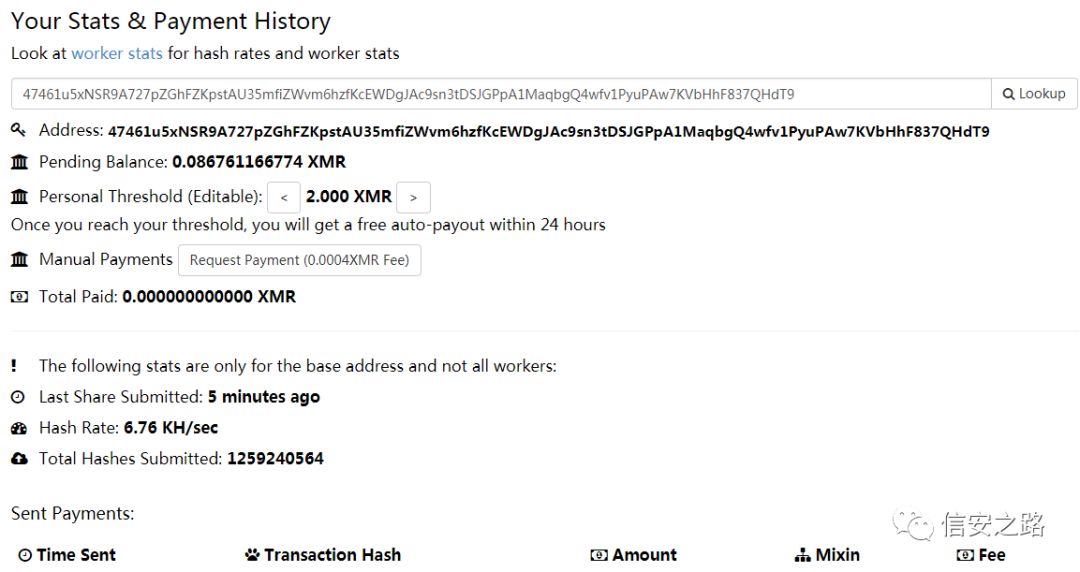 Your Stats & Payment History
Look at worker stats for hash rates and worker stats
47461u5xNSR9A727pZGhFZKpstAU35mfiZWvm6hzfKcEWDgJAc9sn3tDSJGPpA1MaqbgQ4wfv1PyuPAw7KVbHhF837QHdT9 Lookup
Address: 47461u5xNSR9A727pZGhFZKpstAU35mfiZWvm6hzfKcEWDgJAc9sn3tDSJGPpA1MaqbgQ4wfv1PyuPAw7KVbHhF837QHdT9
Pending Balance: 0.086761166774 XMR
Personal Threshold (Editable): < 2.000 XMR >
Once you reach your threshold, you will get a free auto-payout within 24 hours
Manual Payments Request Payment (0.0004XMR Fee)
Total Paid: 0.000000000000 XMR
! The following stats are only for the base address and not all workers:
Last Share Submitted: 5 minutes ago
Hash Rate: 6.76 KH/sec
Total Hashes Submitted: 1259240564
Sent Payments:
信安之路
Time Sent Transaction Hash Amount Mixin Fee